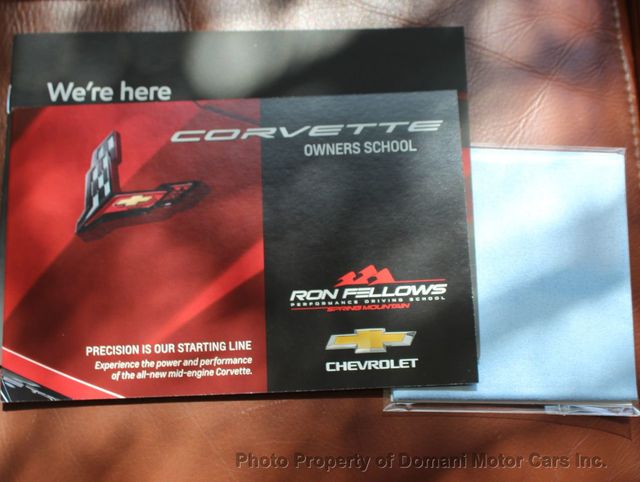 We're here
CORVETTE
OWNERS SCHOOL
RON FELLOWS
PERFORMANCE DRIVING SCHOOL
SPRING MOUNTAIN
CHEVROLET
PRECISION IS OUR STARTING LINE
Experience the power and performance
of the all-new mid-engine Corvette.
Photo Property of Domani Motor Cars Inc.